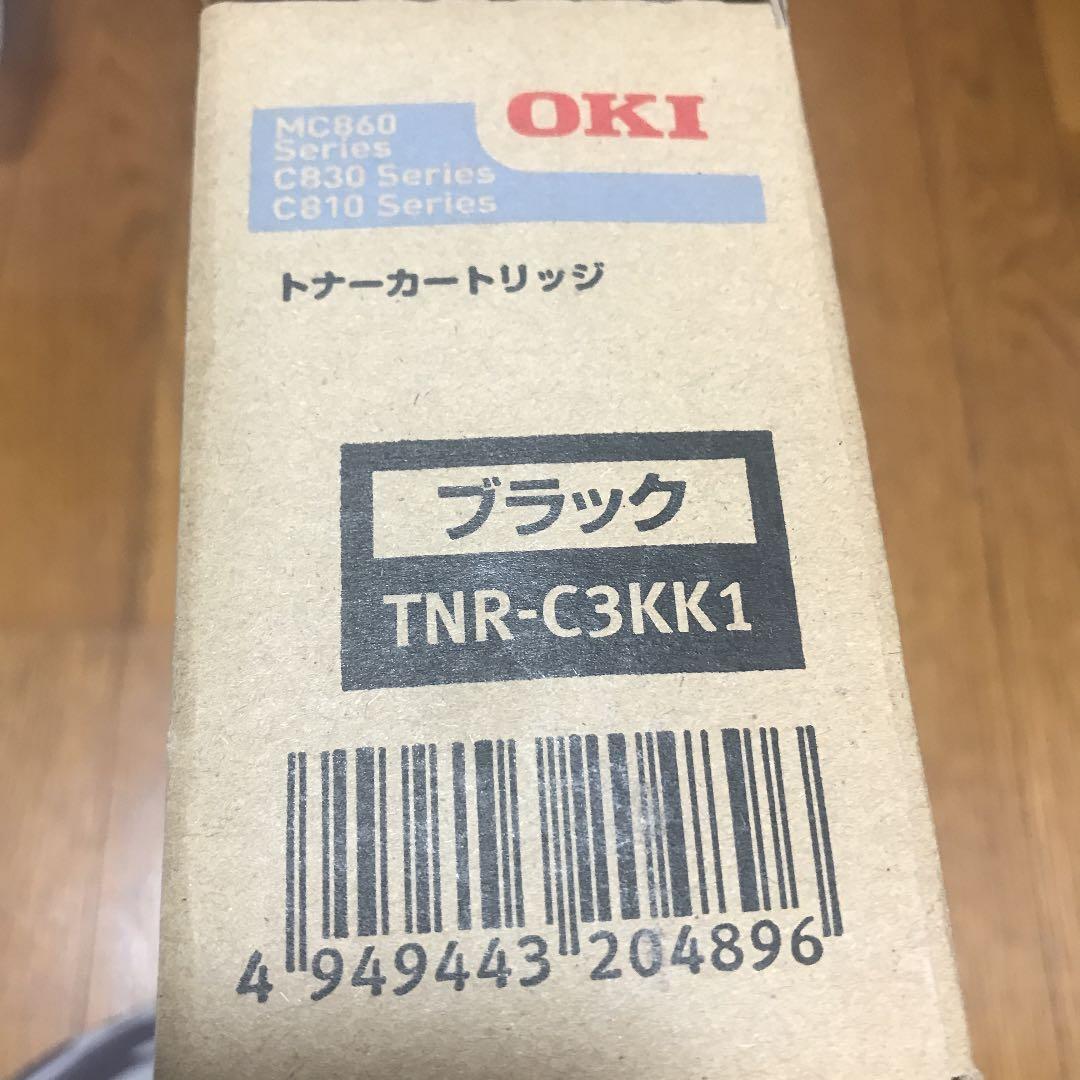 OKI
MC860
Series
C830 Series
C810 Series
トナーカートリッジ
ブラック
TNR-C3KK1
4 949443 204896